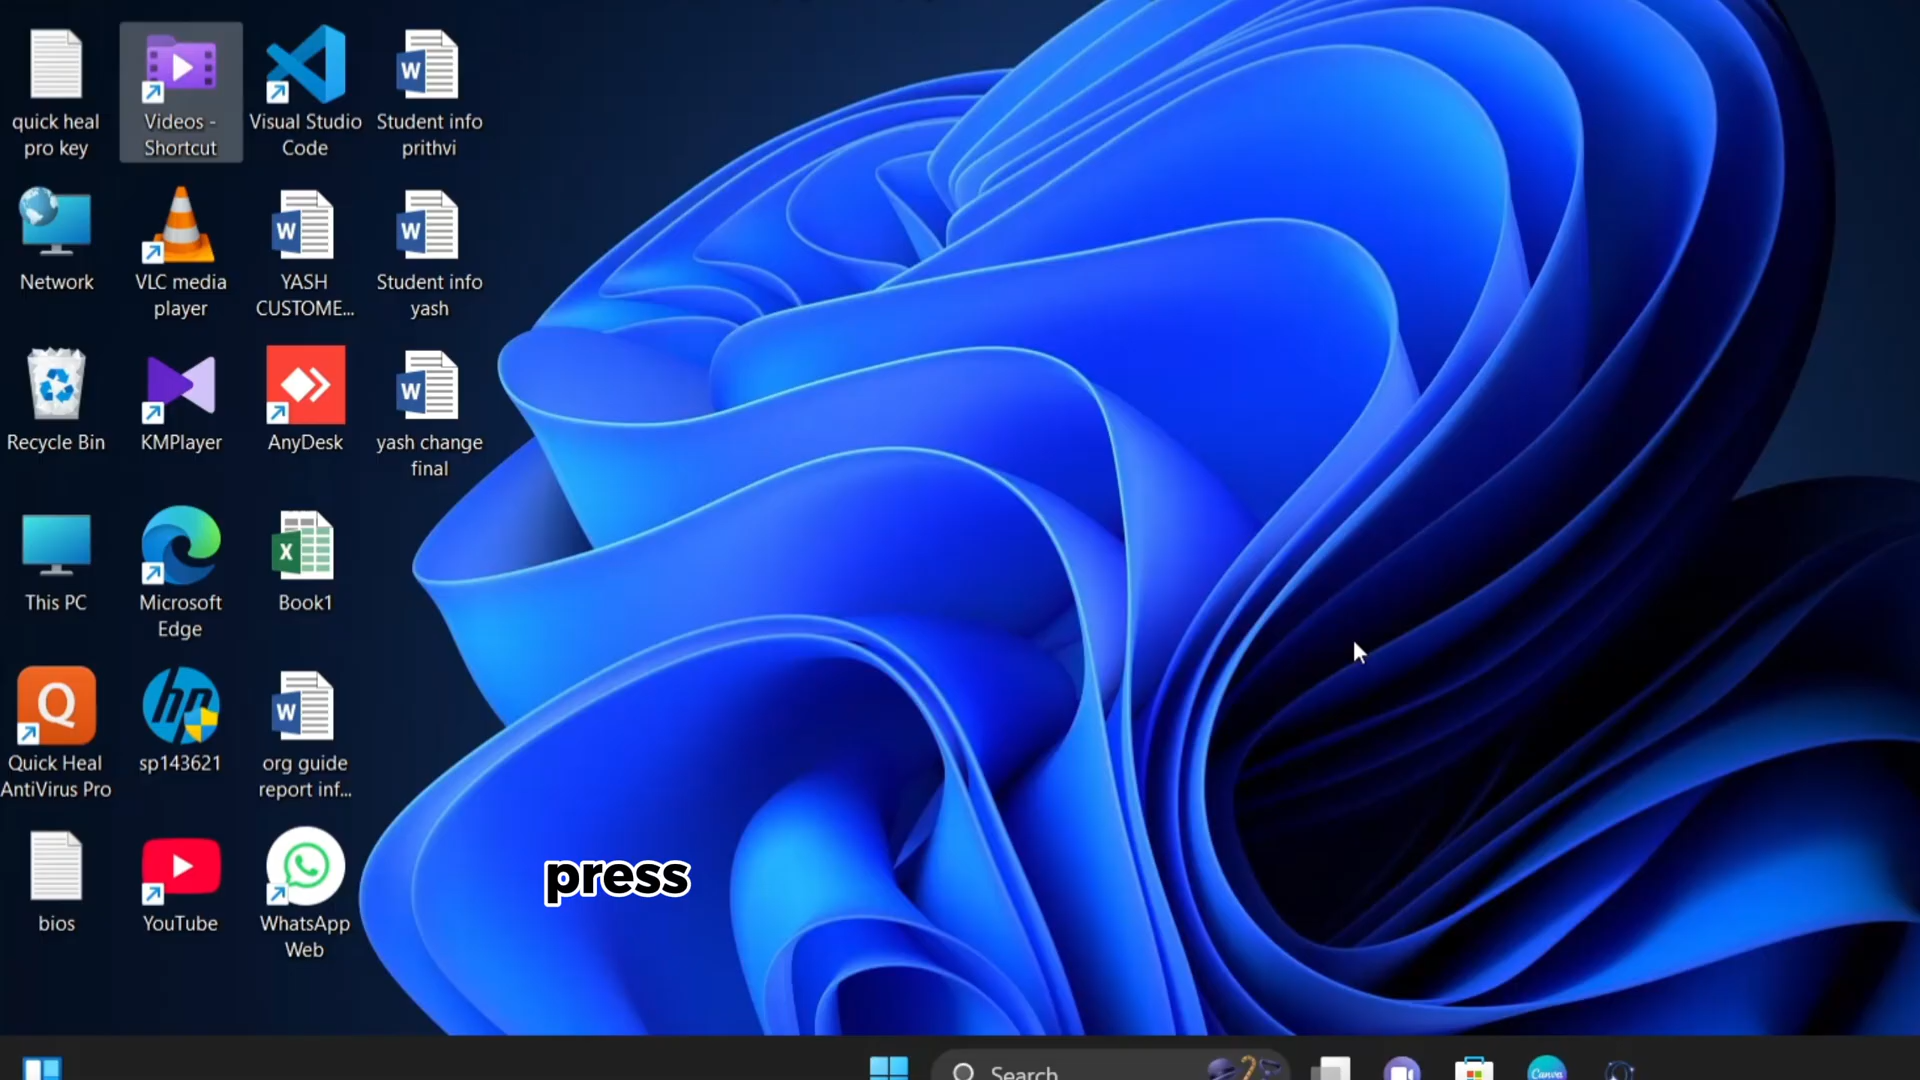 quick heal
pro key
Videos -
Shortcut
Visual Studio
Code
Student info
prithvi
Network
VLC media
player
YASH
CUSTOME...
Student info
yash
Recycle Bin
KMPlayer
AnyDesk
yash change
final
This PC
Microsoft
Edge
Book1
Quick Heal
AntiVirus Pro
sp143621
org guide
report inf...
bios
YouTube
WhatsApp
Web
press
Search
Canva